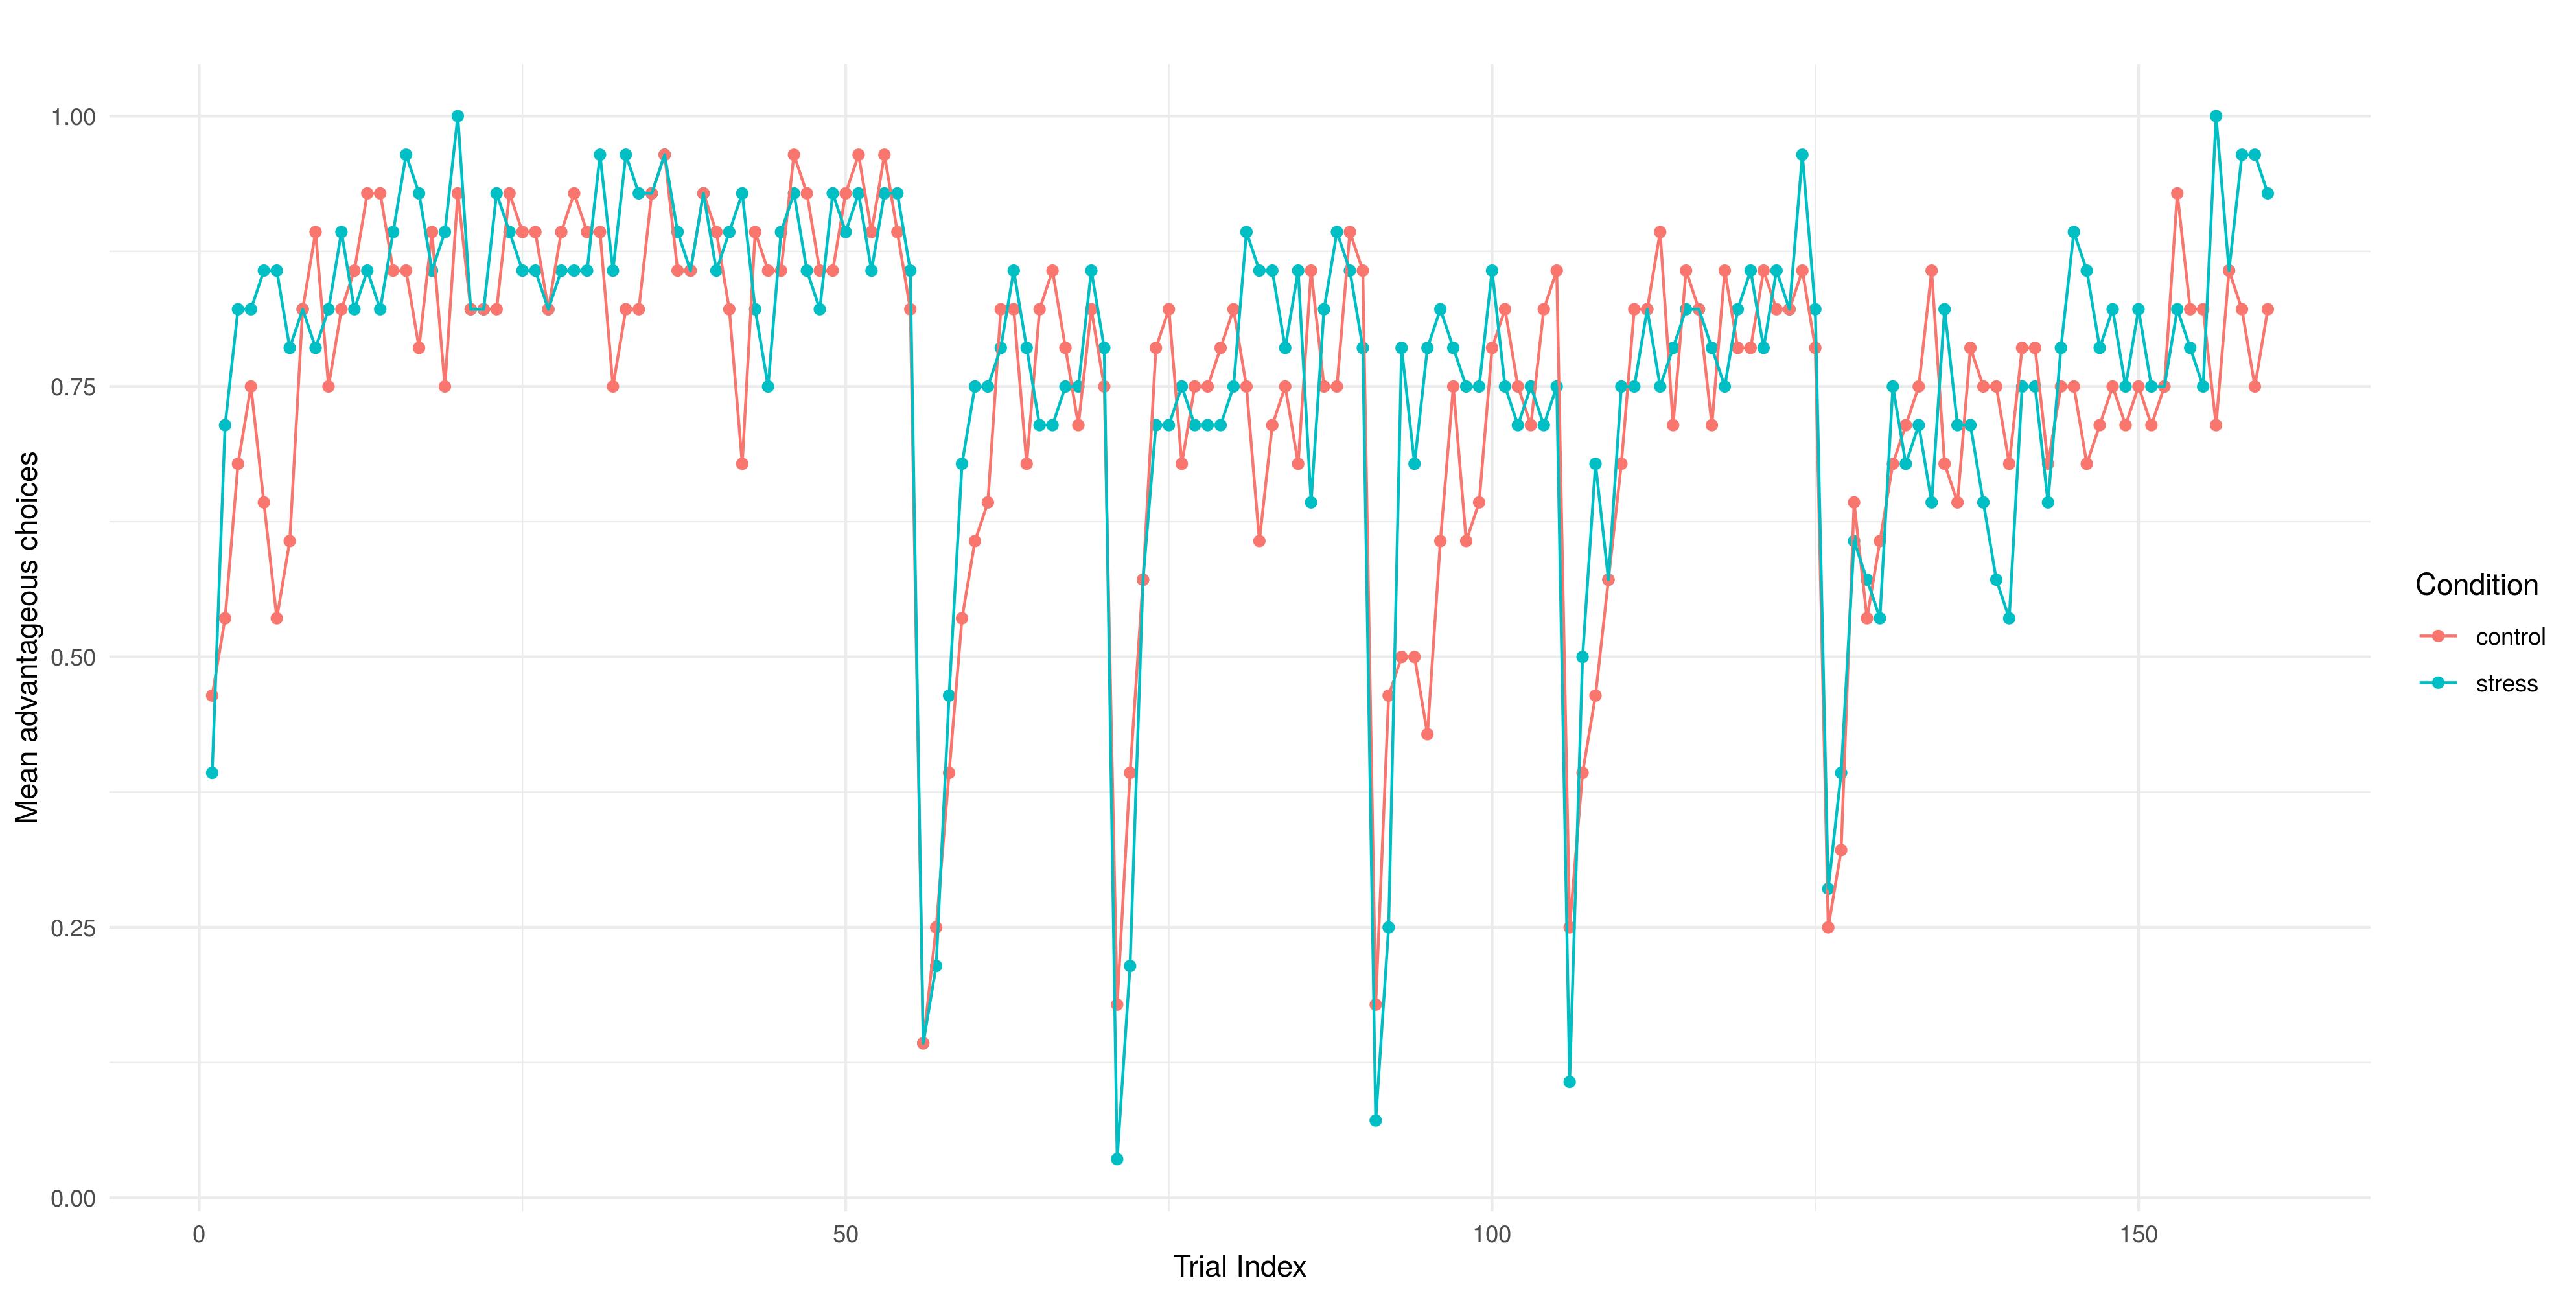 Mean advantageous choices
1.00
0.75
0.50
0.25
0.00
0
50
100
150
Trial Index
Condition
control
stress